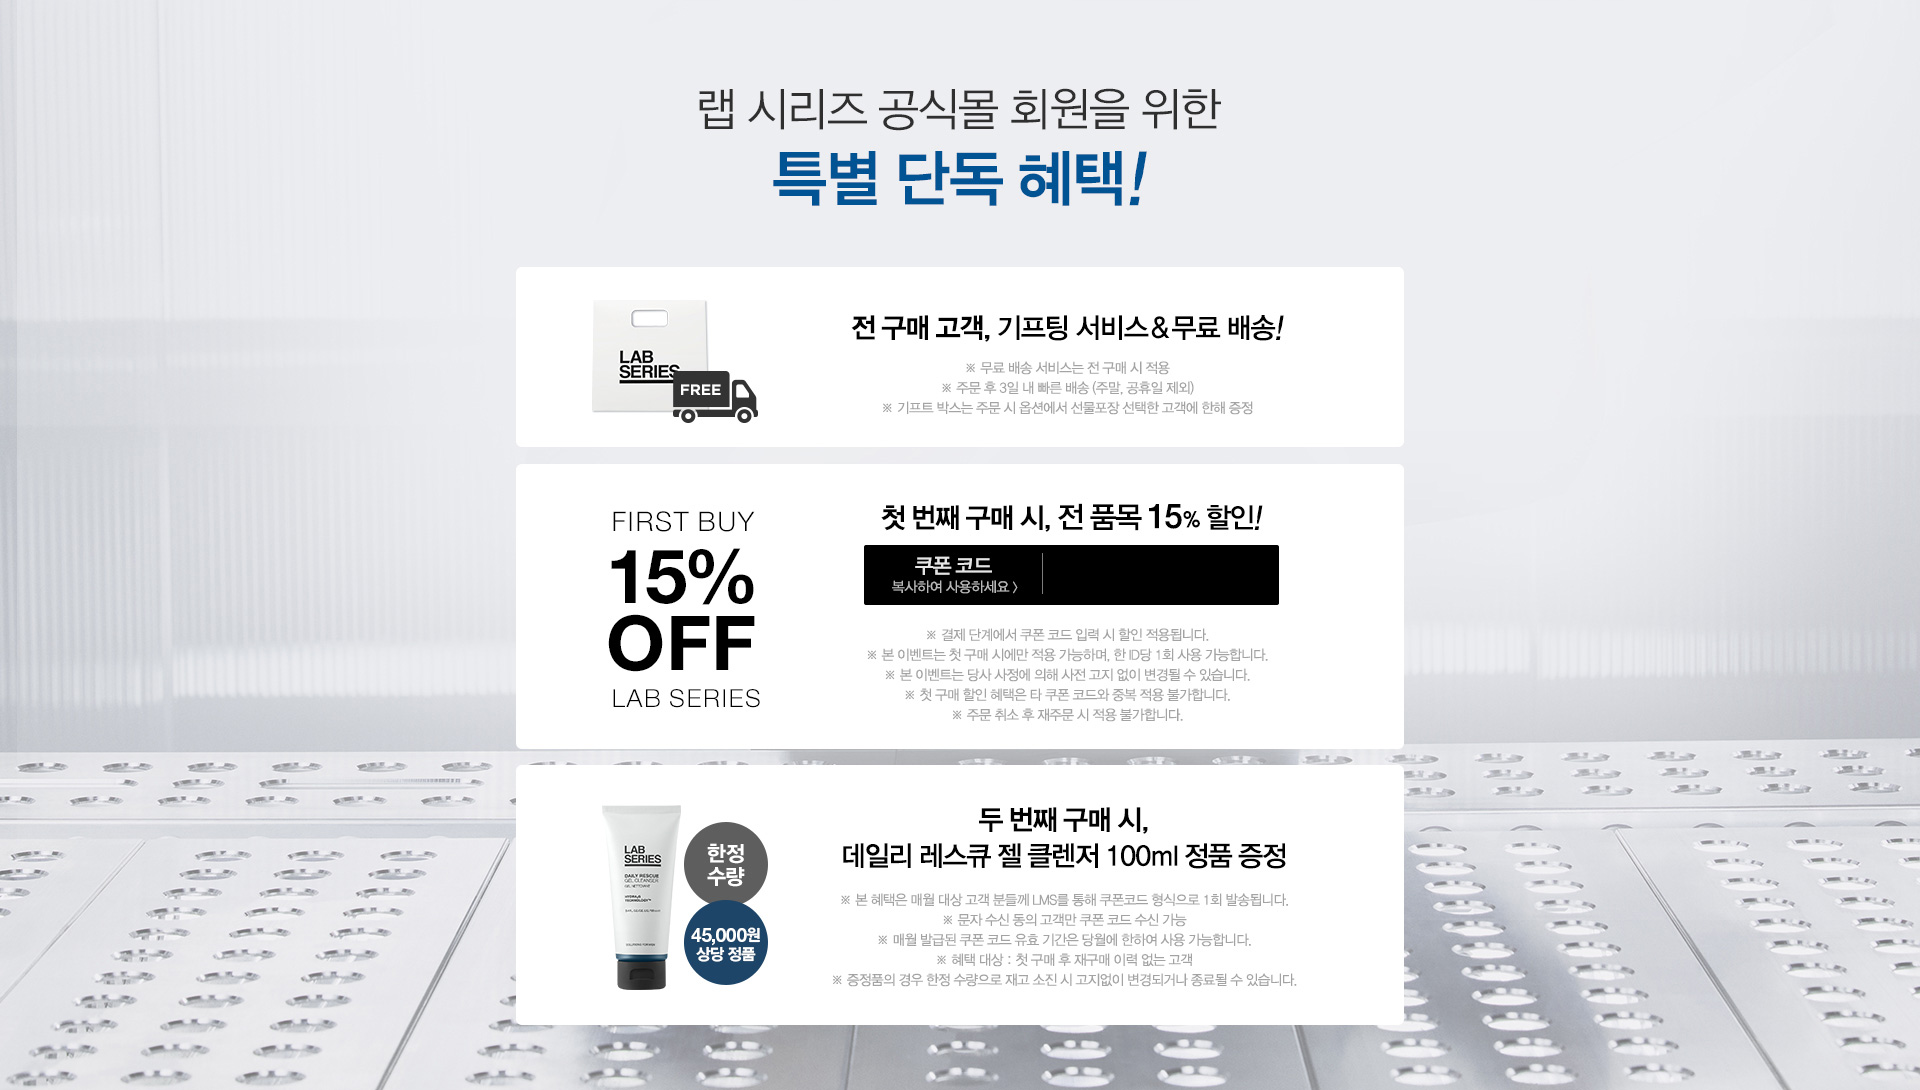 랩 시리즈 공식몰 회원을 위한
특별 단독 혜택!
LAB
SERIES
FREE
전 구매 고객, 기프팅 서비스&무료 배송!
※ 무료 배송 서비스는 전 구매 시 적용
※ 주문 후 3일 내 빠른 배송 (주말, 공휴일 제외)
※ 기프트 박스는 주문 시 옵션에서 선물포장 선택한 고객에 한해 증정
FIRST BUY
15%
OFF
LAB SERIES
첫 번째 구매 시, 전 품목 15% 할인!
쿠폰 코드
복사하여 사용하세요 >
※ 결제 단계에서 쿠폰 코드 입력 시 할인 적용됩니다.
※ 본 이벤트는 첫 구매 시에만 적용 가능하며, 한 ID당 1회 사용 가능합니다.
※ 본 이벤트는 당사 사정에 의해 사전 고지 없이 변경될 수 있습니다.
※ 첫 구매 할인 혜택은 타 쿠폰 코드와 중복 적용 불가합니다.
※ 주문 취소 후 재주문 시 적용 불가합니다.
LAB
SERIES
DAILY RESCUE
GEL CLEANSER
GEL NETTOYANT
HYDRA2G
TECHNOLOGY™
한정
수량
45,000원
상당 정품
두 번째 구매 시,
데일리 레스큐 젤 클렌저 100ml 정품 증정
※ 본 혜택은 매월 대상 고객 분들께 LMS를 통해 쿠폰코드 형식으로 1회 발송됩니다.
※ 문자 수신 동의 고객만 쿠폰 코드 수신 가능
※ 매월 발급된 쿠폰 코드 유효 기간은 당월에 한하여 사용 가능합니다.
※ 혜택 대상 : 첫 구매 후 재구매 이력 없는 고객
※ 증정품의 경우 한정 수량으로 재고 소진 시 고지없이 변경되거나 종료될 수 있습니다.